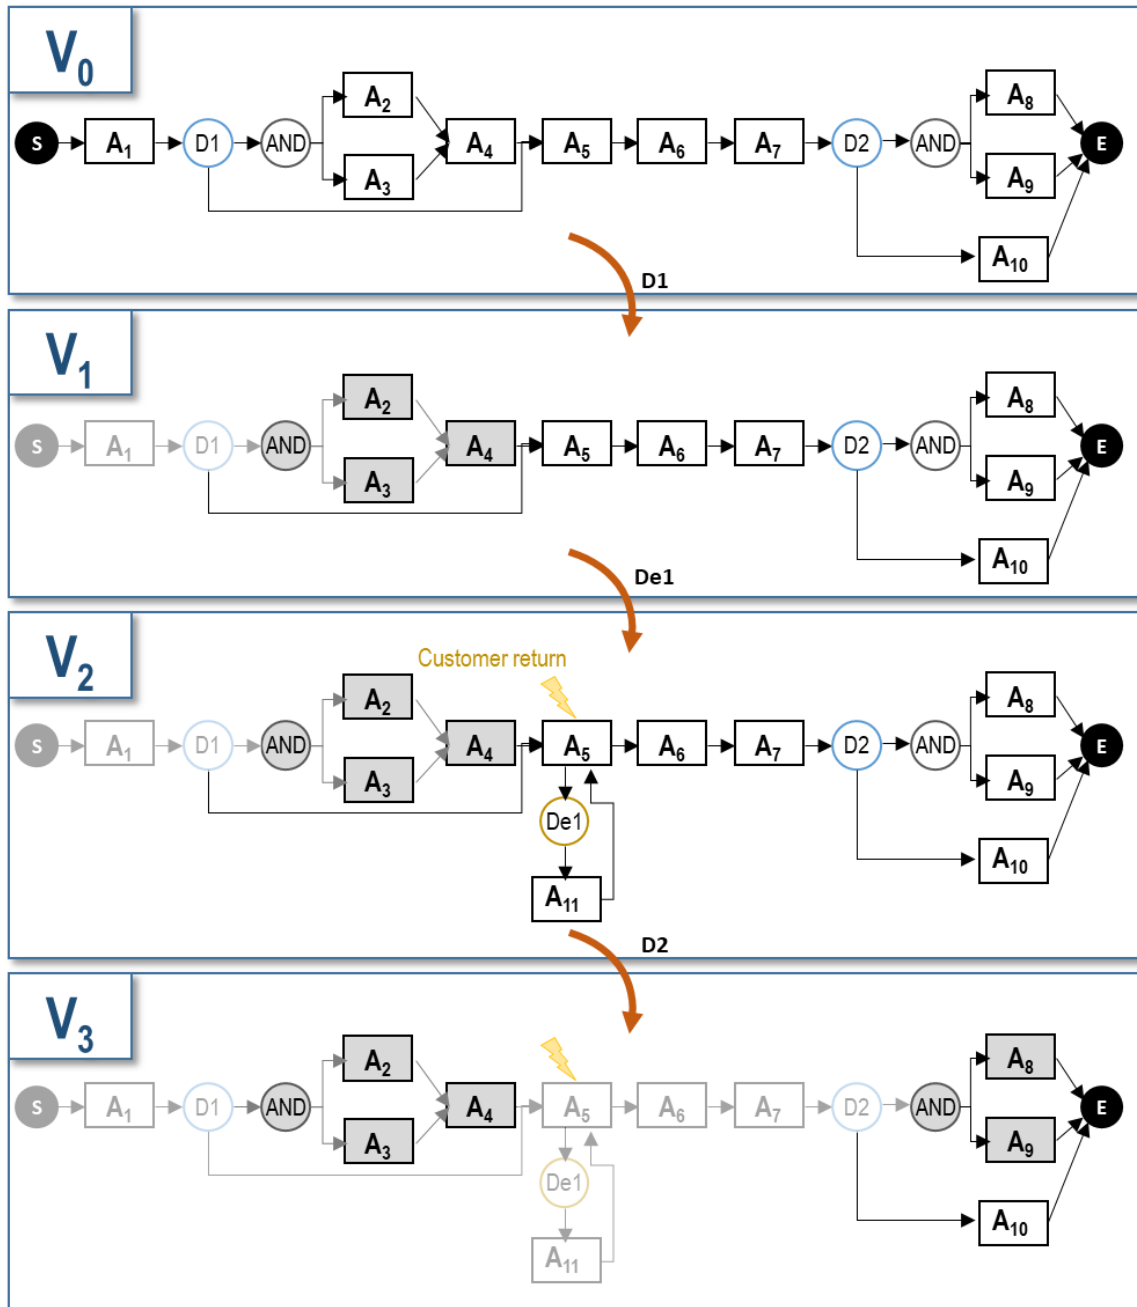 V0
S A1 D1 AND A2 A3 A4 A5 A6 A7 D2 AND A8 A9 A10 E
D1
V1
S A1 D1 AND A2 A3 A4 A5 A6 A7 D2 AND A8 A9 A10 E
De1
V2
Customer return
S A1 D1 AND A2 A3 A4 A5 A6 A7 D2 AND A8 A9 A10 E
De1
A11
D2
V3
S A1 D1 AND A2 A3 A4 A5 A6 A7 D2 AND A8 A9 A10 E
De1
A11